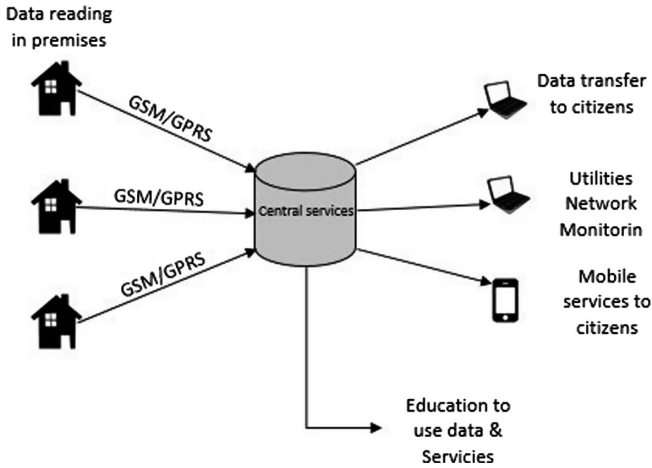 Data reading
in premises
GSM/GPRS
GSM/GPRS
GSM/GPRS
Central services
Data transfer
to citizens
Utilities
Network
Monitorin
Mobile
services to
citizens
Education to
use data &
Servicies